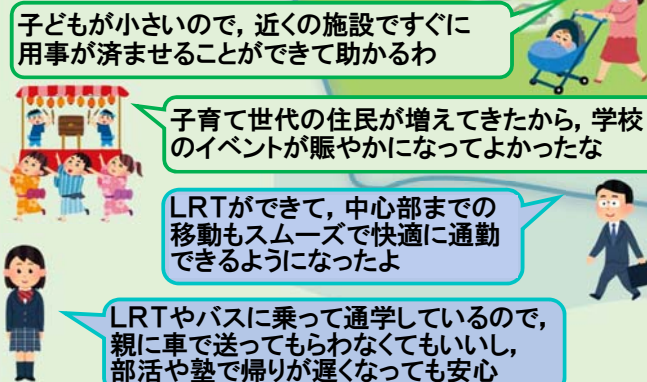 子どもが小さいので，近くの施設ですぐに
用事が済ませることができて助かるわ
子育て世代の住民が増えてきたから，学校
のイベントが賑やかになってよかったな
ＬＲＴができて，中心部までの
移動もスムーズで快適に通勤
できるようになったよ
ＬＲＴやバスに乗って通学しているので，
親に車で送ってもらわなくてもいいし，
部活や塾で帰りが遅くなっても安心